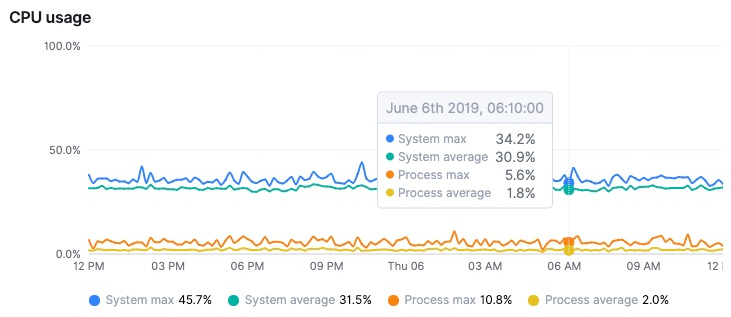 CPU usage
100.0%
June 6th 2019, 06:10:00
System max 34.2%
50.0%
System average 30.9%
Process max 5.6%
Process average 1.8%
0.0%
12 PM 03 PM 06 PM 09 PM Thu 06 03 AM 06 AM 09 AM 12
System max 45.7% System average 31.5% Process max 10.8% Process average 2.0%